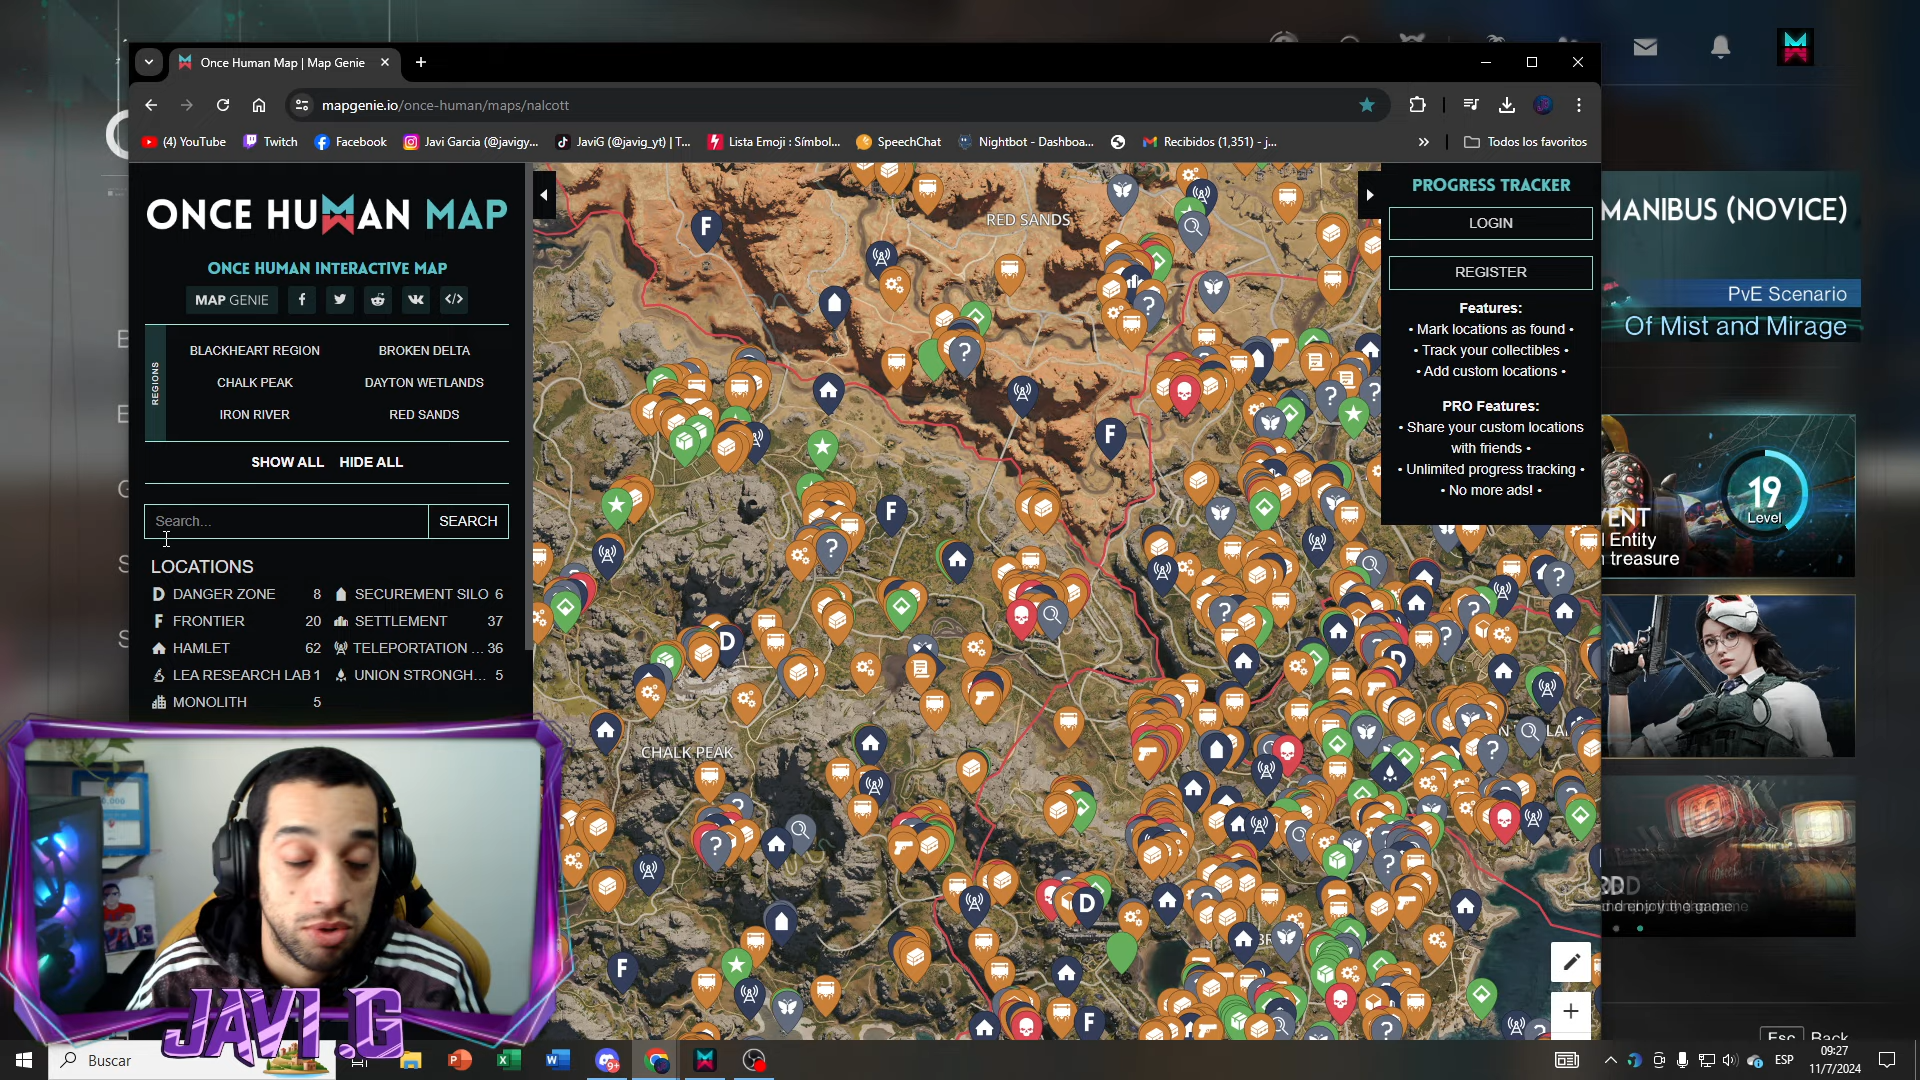 Once Human Map | Map Genie
mapgenie.io/once-human/maps/nalcott
(4) YouTube
Twitch
Facebook
Javi Garcia (@javigy...
JaviG (@javig_yt) | T...
Lista Emoji : Símbol...
SpeechChat
Nightbot - Dashboa...
Recibidos (1,351) - j...
»
Todos los favoritos
ONCE HUMAN MAP
ONCE HUMAN INTERACTIVE MAP
MAP GENIE
REGIONS
BLACKHEART REGION
BROKEN DELTA
CHALK PEAK
DAYTON WETLANDS
IRON RIVER
RED SANDS
SHOW ALL
HIDE ALL
Search...
SEARCH
LOCATIONS
D DANGER ZONE 8
SECUREMENT SILO 6
F FRONTIER 20
SETTLEMENT 37
HAMLET 62
TELEPORTATION ... 36
LEA RESEARCH LAB 1
UNION STRONGH... 5
MONOLITH 5
RED SANDS
CHALK PEAK
PROGRESS TRACKER
LOGIN
REGISTER
Features:
• Mark locations as found •
• Track your collectibles •
• Add custom locations •
PRO Features:
• Share your custom locations
with friends •
• Unlimited progress tracking •
• No more ads! •
MANIBUS (NOVICE)
PvE Scenario
Of Mist and Mirage
19
Level
VENT
Entity
treasure
Esc Back
JAVI.G
Buscar
ESP
09:27
11/7/2024